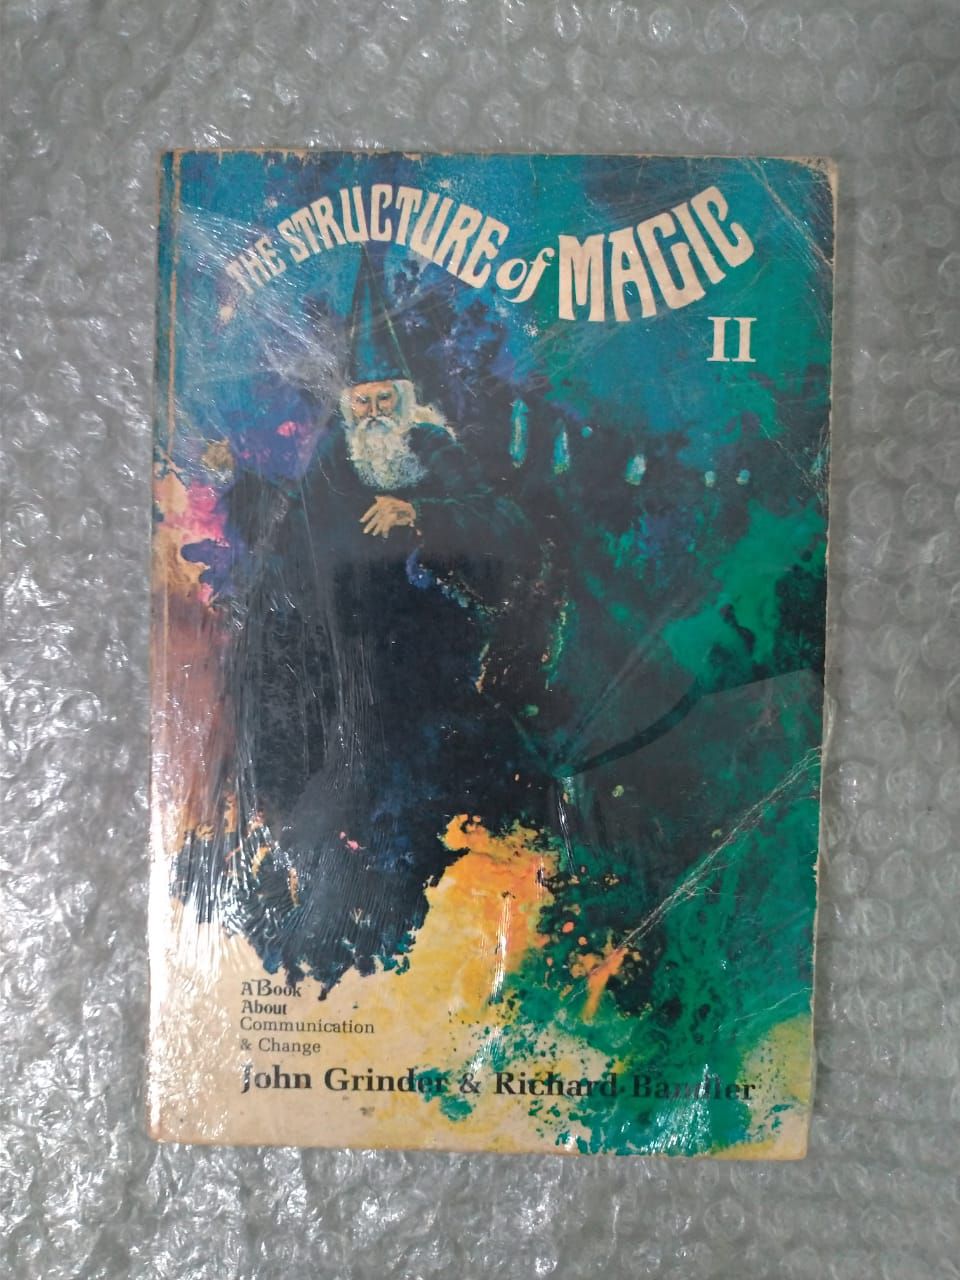 THE STRUCTURE of MAGIC
II
A Book
About
Communication
& Change
John Grinder & Richard Bandler